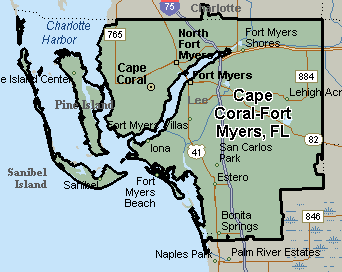 75
Charlotte
Charlotte
Harbor
765
North
Fort
Myers
Fort Myers
Shores
e Island Center
Cape
Coral
Fort Myers
884
Lee
Lehigh Acre
Pine Island
Cape
Coral-Fort
Myers, FL
Fort Myers Villas
82
Iona
41
San Carlos
Park
Sanibel
Island
Sanibel
Fort
Myers
Beach
Estero
846
Bonita
Springs
Naples Park
Palm River Estates